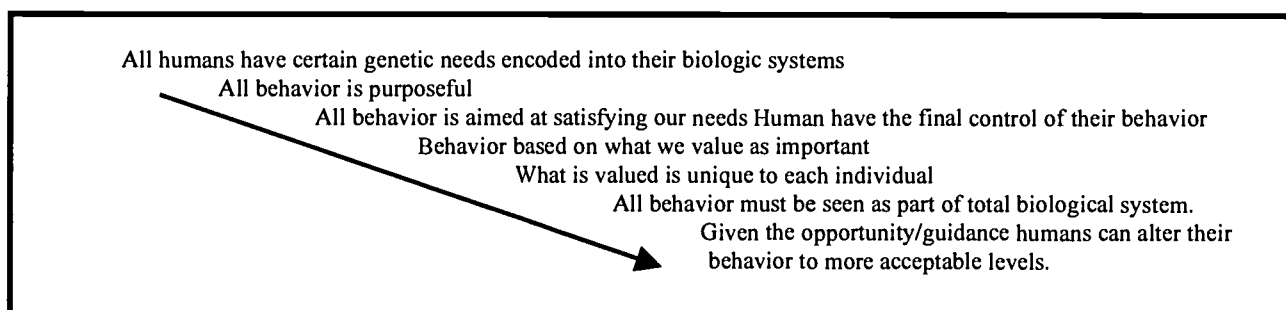 All humans have certain genetic needs encoded into their biologic systems
All behavior is purposeful
All behavior is aimed at satisfying our needs Human have the final control of their behavior
Behavior based on what we value as important
What is valued is unique to each individual
All behavior must be seen as part of total biological system.
Given the opportunity/guidance humans can alter their
behavior to more acceptable levels.